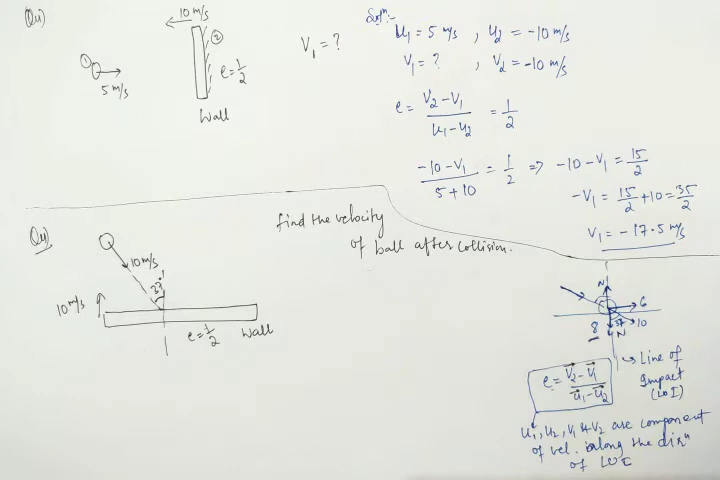 Qu)
10 m/s
②
e = 1/2
V₁ = ?
①
5 m/s
Wall
Solⁿ:-
u₁ = 5 m/s , u₂ = -10 m/s
V₁ = ? , V₂ = -10 m/s
e = (V₂ - V₁)/(u₁ - u₂) = 1/2
(-10 - V₁)/(5 + 10) = 1/2 ⇒ -10 - V₁ = 15/2
-V₁ = 15/2 + 10 = 35/2
V₁ = -17.5 m/s
Qu)
find the velocity
of ball after collision.
10 m/s
37°
10 m/s
e = 1/2
Wall
N
6
8
37
10
N
Line of
Impact
(LOI)
e = (V⃗₂ - V⃗₁)/(u⃗₁ - u⃗₂)
u₁, u₂, V₁ & V₂ are component
of vel. along the dirⁿ
of LOI